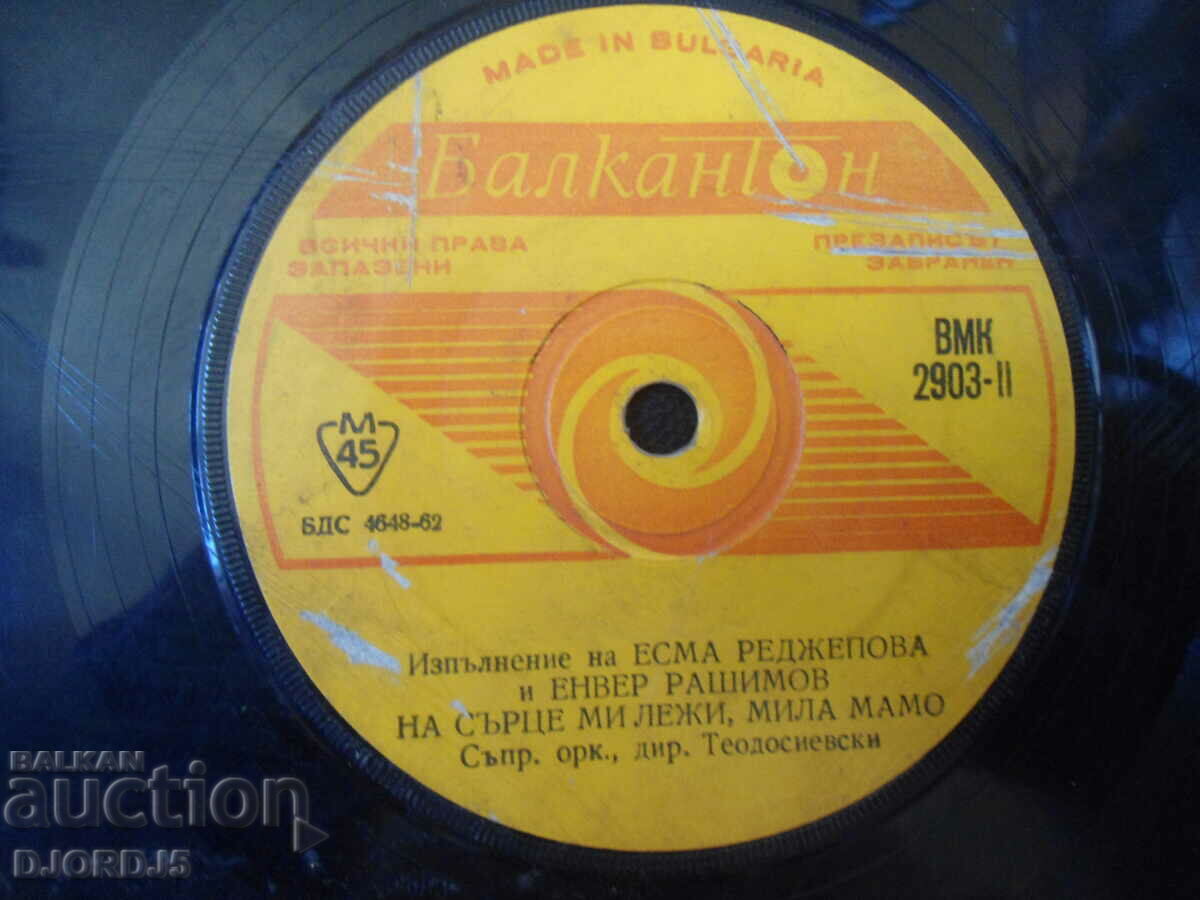 MADE IN BULGARIA
Балкантон
ВСИЧКИ ПРАВА
ЗАПАЗЕНИ
ПРЕЗАПИСЪТ
ЗАБРАНЕН
ВМК
2903-II
М
45
БДС 4648-62
Изпълнение на ЕСМА РЕДЖЕПОВА
и ЕНВЕР РАШИМОВ
НА СЪРЦЕ МИ ЛЕЖИ, МИЛА МАМО
Съпр. орк., дир. Теодосиевски
BALKAN
auction
DJORDJ5